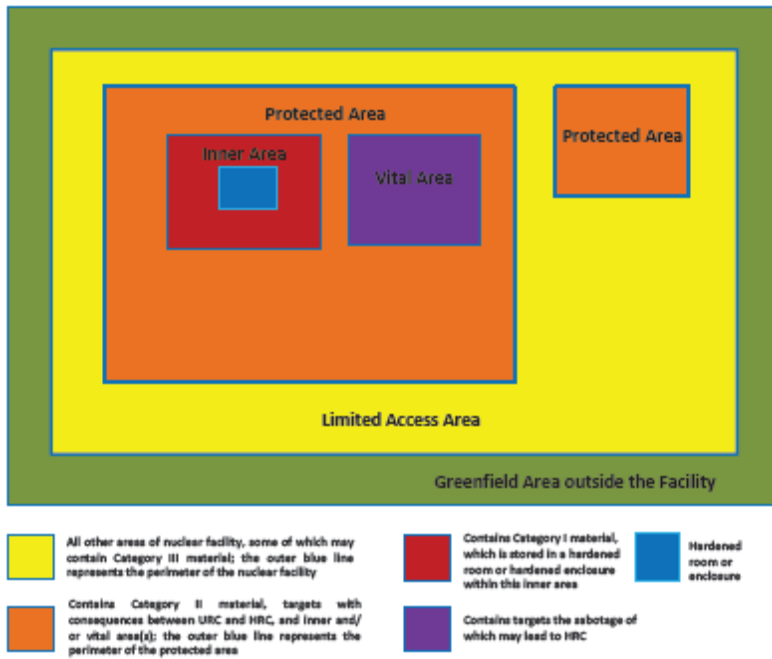 Protected Area
Protected Area
Inner Area
Vital Area
Limited Access Area
Greenfield Area outside the Facility
All other areas of nuclear facility, some of which may
contain Category III material; the outer blue line
represents the perimeter of the nuclear facility
Contains Category II material, targets with
consequences between URC and HRC, and inner and/
or vital area(s); the outer blue line represents the
perimeter of the protected area
Contains Category I material,
which is stored in a hardened
room or hardened enclosure
within this inner area
Hardened
room or
enclosure
Contains targets the sabotage of
which may lead to HRC